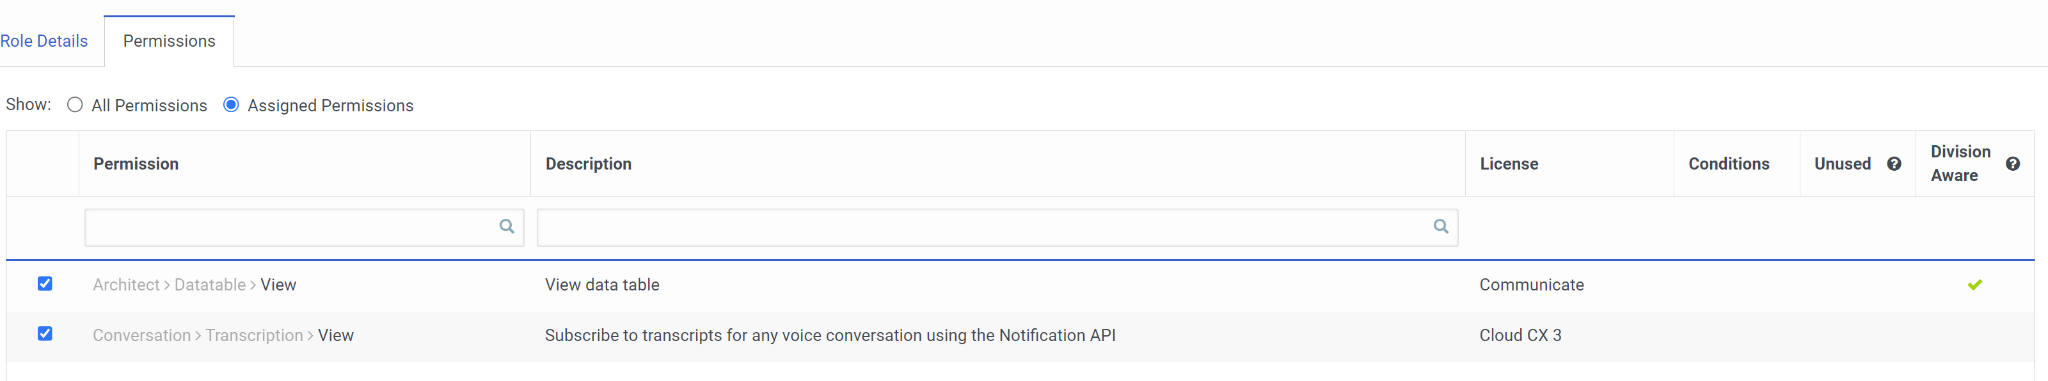 Role Details Permissions
Show: All Permissions Assigned Permissions
Permission Description License Conditions Unused ? Division Aware ?
Architect > Datatable > View View data table Communicate
Conversation > Transcription > View Subscribe to transcripts for any voice conversation using the Notification API Cloud CX 3